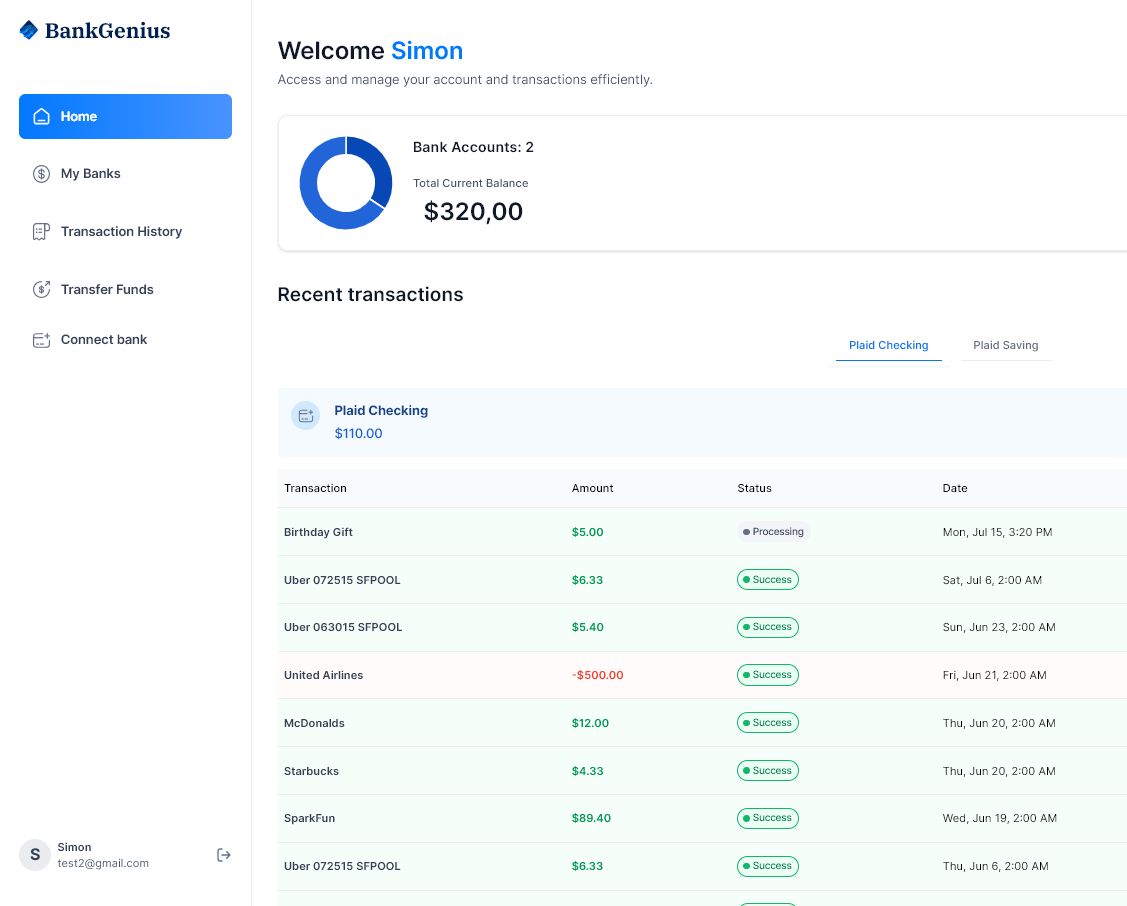 BankGenius
Home
My Banks
Transaction History
Transfer Funds
Connect bank
S
Simon
test2@gmail.com
Welcome Simon
Access and manage your account and transactions efficiently.
Bank Accounts: 2
Total Current Balance
$320,00
Recent transactions
Plaid Checking Plaid Saving
Plaid Checking
$110.00
Transaction Amount Status Date
Birthday Gift $5.00 Processing Mon, Jul 15, 3:20 PM
Uber 072515 SFPOOL $6.33 Success Sat, Jul 6, 2:00 AM
Uber 063015 SFPOOL $5.40 Success Sun, Jun 23, 2:00 AM
United Airlines -$500.00 Success Fri, Jun 21, 2:00 AM
McDonalds $12.00 Success Thu, Jun 20, 2:00 AM
Starbucks $4.33 Success Thu, Jun 20, 2:00 AM
SparkFun $89.40 Success Wed, Jun 19, 2:00 AM
Uber 072515 SFPOOL $6.33 Success Thu, Jun 6, 2:00 AM